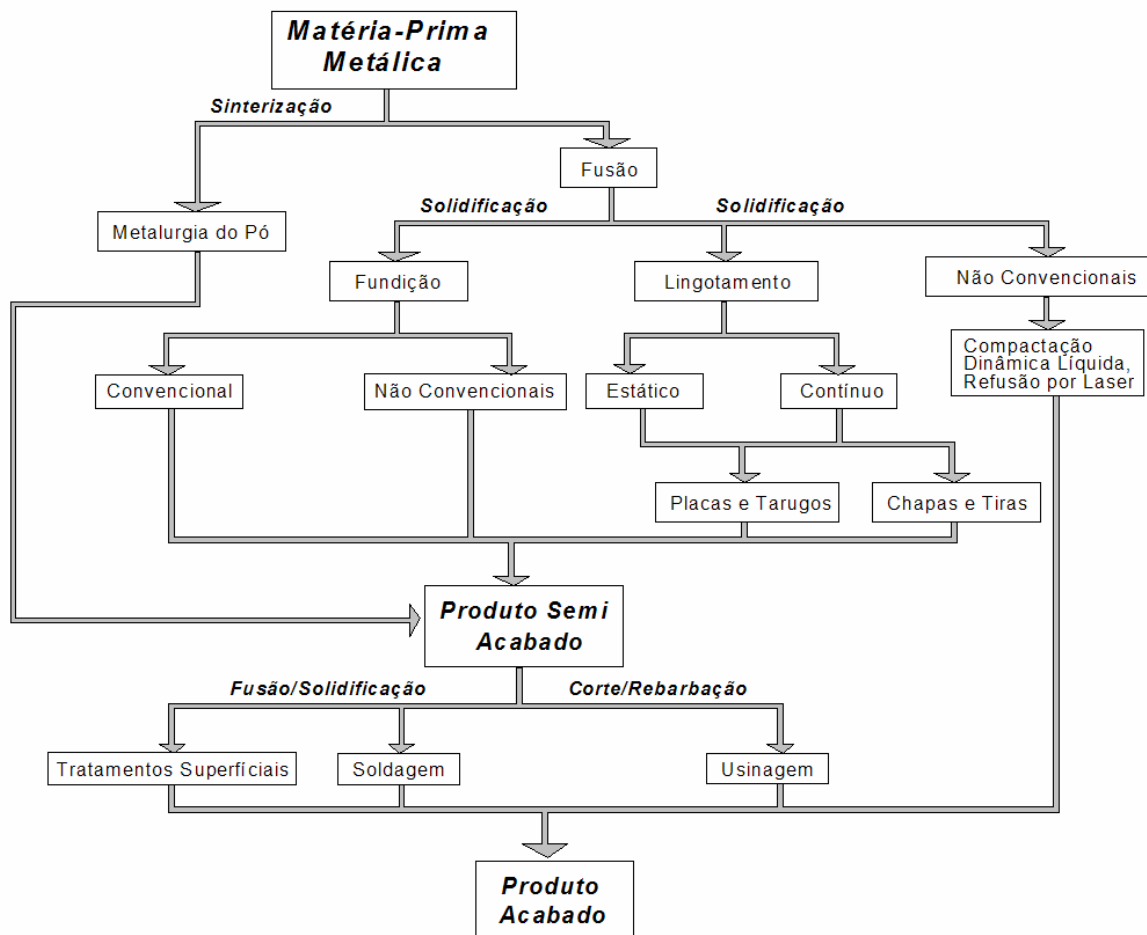 Matéria-Prima
Metálica
Sinterização
Fusão
Solidificação
Solidificação
Metalurgia do Pó
Fundição
Lingotamento
Não Convencionais
Convencional
Não Convencionais
Estático
Contínuo
Compactação
Dinâmica Líquida,
Refusão por Laser
Placas e Tarugos
Chapas e Tiras
Produto Semi
Acabado
Fusão/Solidificação
Corte/Rebarbação
Tratamentos Superfíciais
Soldagem
Usinagem
Produto
Acabado